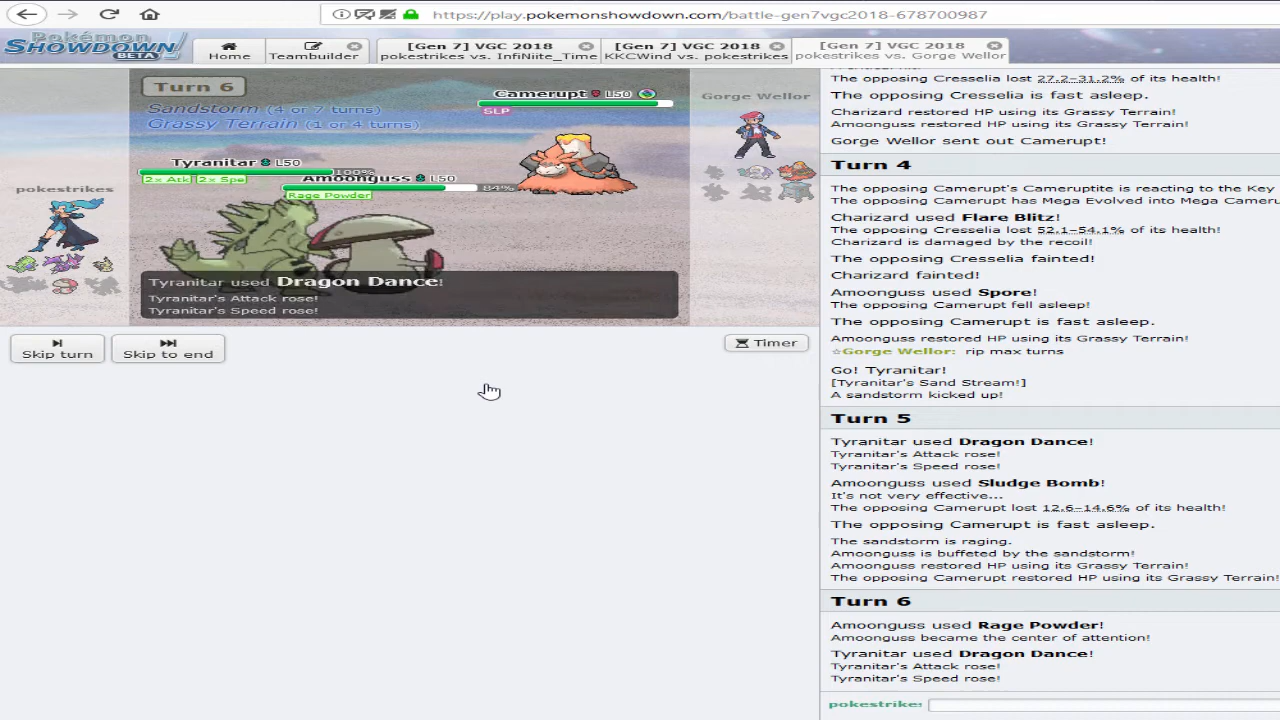 https://play.pokemonshowdown.com/battle-gen7vgc2018-678700987
Pokémon
SHOWDOWN
BETA
Home
Teambuilder
[Gen 7] VGC 2018
pokestrikes vs. InfiNiite_Time
[Gen 7] VGC 2018
KKCWind vs. pokestrikes
[Gen 7] VGC 2018
pokestrikes vs. Gorge Wellor
Turn 6
Sandstorm (4 or 7 turns)
Grassy Terrain (1 or 4 turns)
Camerupt L50
SLP
Gorge Wellor
Tyranitar L50
100%
2x Atk 2x Spe
Amoonguss L50
84%
Rage Powder
pokestrikes
Tyranitar used Dragon Dance!
Tyranitar's Attack rose!
Tyranitar's Speed rose!
Skip turn
Skip to end
Timer
The opposing Cresselia lost 27.2–31.2% of its health!
The opposing Cresselia is fast asleep.
Charizard restored HP using its Grassy Terrain!
Amoonguss restored HP using its Grassy Terrain!
Gorge Wellor sent out Camerupt!
Turn 4
The opposing Camerupt's Cameruptite is reacting to the Key
The opposing Camerupt has Mega Evolved into Mega Cameru
Charizard used Flare Blitz!
The opposing Cresselia lost 52.1–54.1% of its health!
Charizard is damaged by the recoil!
The opposing Cresselia fainted!
Charizard fainted!
Amoonguss used Spore!
The opposing Camerupt fell asleep!
The opposing Camerupt is fast asleep.
Amoonguss restored HP using its Grassy Terrain!
☆Gorge Wellor: rip max turns
Go! Tyranitar!
[Tyranitar's Sand Stream!]
A sandstorm kicked up!
Turn 5
Tyranitar used Dragon Dance!
Tyranitar's Attack rose!
Tyranitar's Speed rose!
Amoonguss used Sludge Bomb!
It's not very effective...
The opposing Camerupt lost 12.6–14.6% of its health!
The opposing Camerupt is fast asleep.
The sandstorm is raging.
Amoonguss is buffeted by the sandstorm!
Amoonguss restored HP using its Grassy Terrain!
The opposing Camerupt restored HP using its Grassy Terrain!
Turn 6
Amoonguss used Rage Powder!
Amoonguss became the center of attention!
Tyranitar used Dragon Dance!
Tyranitar's Attack rose!
Tyranitar's Speed rose!
pokestrikes: